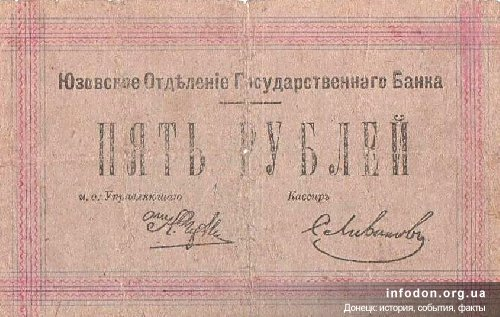 Юзовское Отдѣленіе Государственнаго Банка
ПЯТЬ РУБЛЕЙ
и. о. Управляющаго Кассиръ
infodon.org.ua
Донецк: история, события, факты